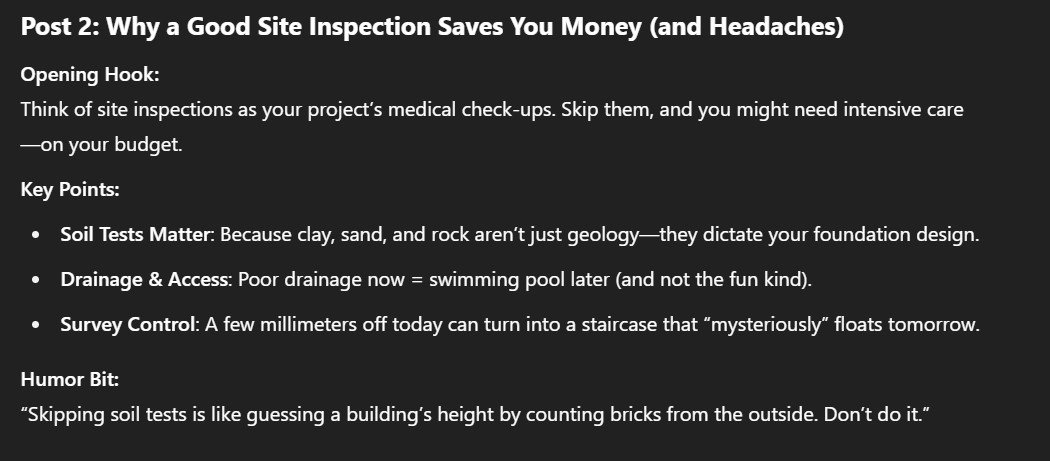 Post 2: Why a Good Site Inspection Saves You Money (and Headaches)
Opening Hook:
Think of site inspections as your project’s medical check-ups. Skip them, and you might need intensive care
—on your budget.
Key Points:
• Soil Tests Matter: Because clay, sand, and rock aren’t just geology—they dictate your foundation design.
• Drainage & Access: Poor drainage now = swimming pool later (and not the fun kind).
• Survey Control: A few millimeters off today can turn into a staircase that “mysteriously” floats tomorrow.
Humor Bit:
“Skipping soil tests is like guessing a building’s height by counting bricks from the outside. Don’t do it.”